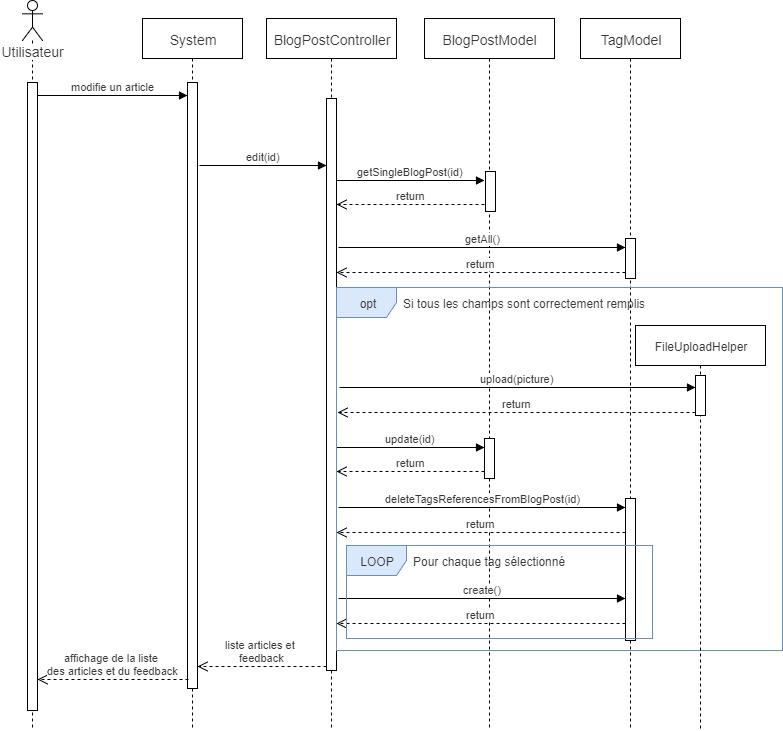 Utilisateur
System
BlogPostController
BlogPostModel
TagModel
modifie un article
edit(id)
getSingleBlogPost(id)
return
getAll()
return
opt
Si tous les champs sont correctement remplis
FileUploadHelper
upload(picture)
return
update(id)
return
deleteTagsReferencesFromBlogPost(id)
return
LOOP
Pour chaque tag sélectionné
create()
return
liste articles et
feedback
affichage de la liste
des articles et du feedback